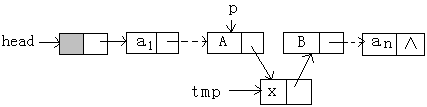 p
head a1 A B an ∧
tmp x